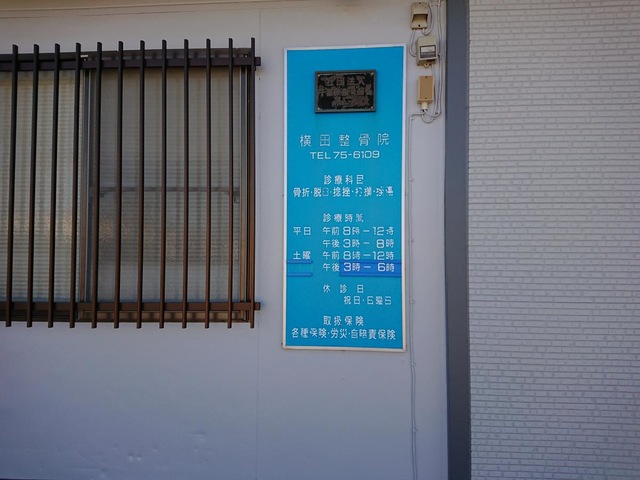 横田整骨院
TEL 75-6109
診療科目
骨折・脱臼・捻挫・打撲・挫傷
診療時間
平日 午前 8時-12時
午後 3時-8時
土曜 午前 8時-12時
午後 3時-6時
休診日
祝日・日曜日
取扱保険
各種保険・労災・自賠責保険